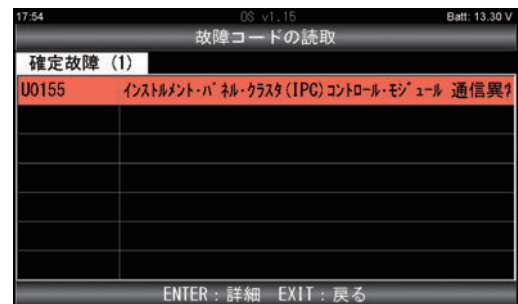 17:54 OS v1.15 Batt: 13.30 V
故障コードの読取
確定故障 (1)
U0155 インストルメント・パネル・クラスタ(IPC)コントロール・モジュール 通信異
ENTER：詳細 EXIT：戻る